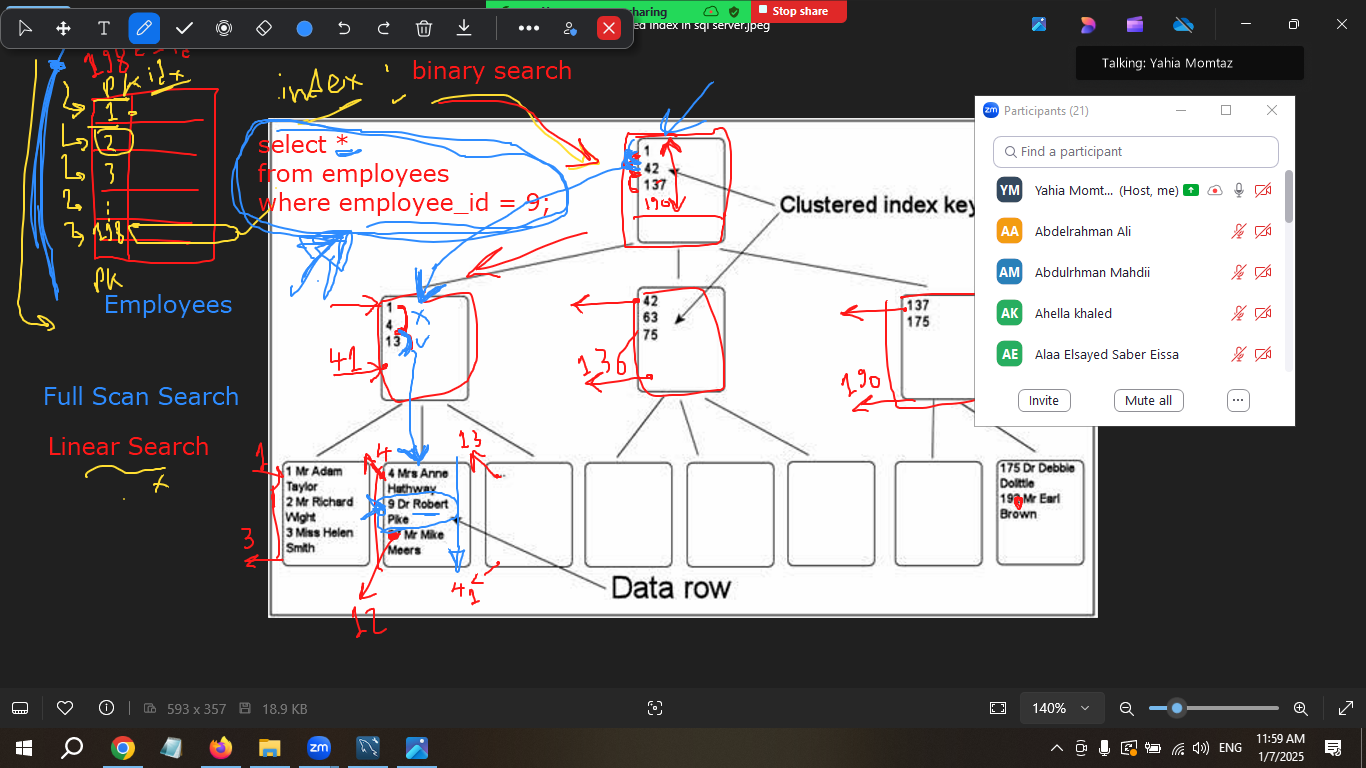 sharing
Stop share
ed index in sql server.jpeg
Talking: Yahia Momtaz
198
PK idx
1
2
3
198
PK
Employees
Full Scan Search
Linear Search
index
binary search
select *
from employees
where employee_id = 9;
1
42
137
190
Clustered index key
1
4
13
41
42
63
75
136
137
175
190
1
3
1 Mr Adam
Taylor
2 Mr Richard
Wight
3 Miss Helen
Smith
4
12
4 Mrs Anne
Hathway
9 Dr Robert
Pike
Mr Mike
Meers
13
41
175 Dr Debbie
Dolittle
Mr Earl
Brown
Data row
zm Participants (21)
Find a participant
YM Yahia Momt... (Host, me)
AA Abdelrahman Ali
AM Abdulrhman Mahdii
AK Ahella khaled
AE Alaa Elsayed Saber Eissa
Invite
Mute all
593 x 357
18.9 KB
140%
zm
ENG
11:59 AM
1/7/2025